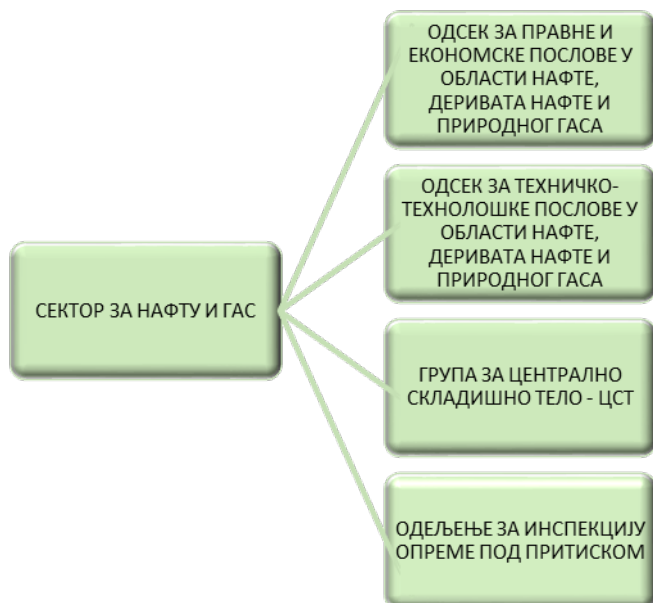 ОДСЕК ЗА ПРАВНЕ И
ЕКОНОМСКЕ ПОСЛОВЕ У
ОБЛАСТИ НАФТЕ,
ДЕРИВАТА НАФТЕ И
ПРИРОДНОГ ГАСА
ОДСЕК ЗА ТЕХНИЧКО-
ТЕХНОЛОШКЕ ПОСЛОВЕ У
ОБЛАСТИ НАФТЕ,
ДЕРИВАТА НАФТЕ И
ПРИРОДНОГ ГАСА
СЕКТОР ЗА НАФТУ И ГАС
ГРУПА ЗА ЦЕНТРАЛНО
СКЛАДИШНО ТЕЛО - ЦСТ
ОДЕЉЕЊЕ ЗА ИНСПЕКЦИЈУ
ОПРЕМЕ ПОД ПРИТИСКОМ